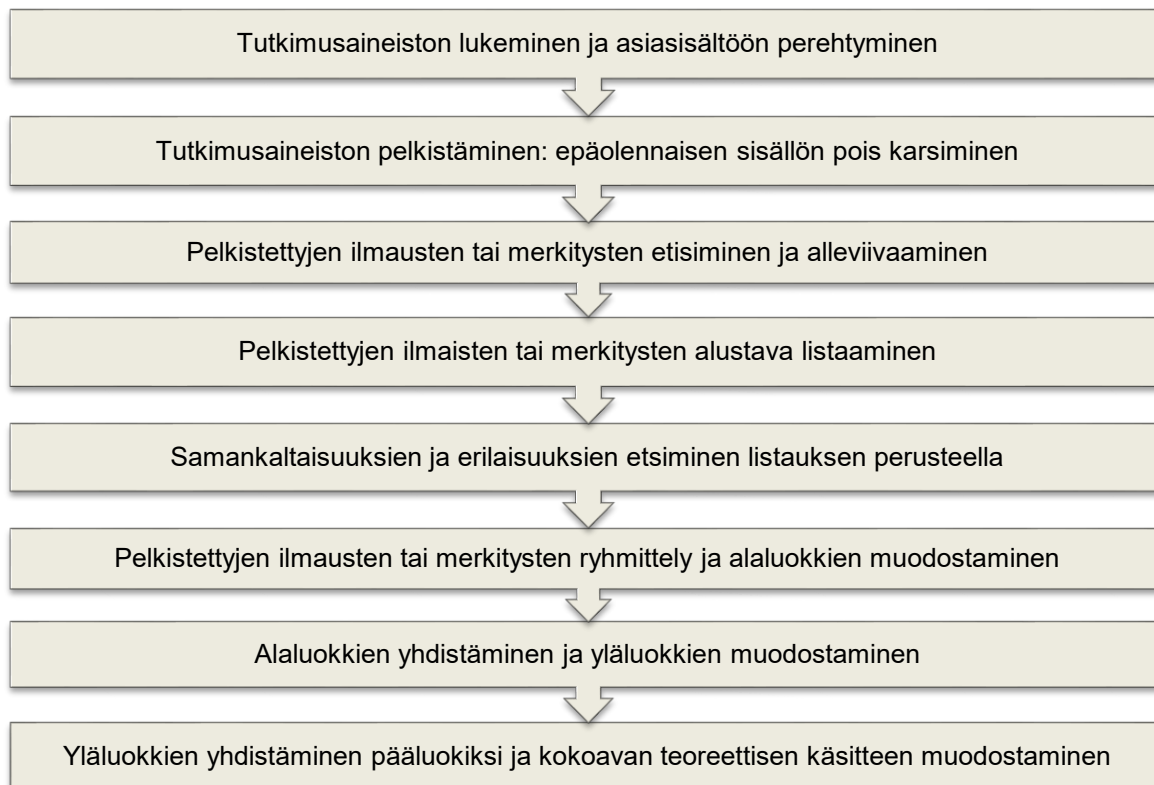 Tutkimusaineiston lukeminen ja asiasisältöön perehtyminen
Tutkimusaineiston pelkistäminen: epäolennaisen sisällön pois karsiminen
Pelkistettyjen ilmausten tai merkitysten etisiminen ja alleviivaaminen
Pelkistettyjen ilmaisten tai merkitysten alustava listaaminen
Samankaltaisuuksien ja erilaisuuksien etsiminen listauksen perusteella
Pelkistettyjen ilmausten tai merkitysten ryhmittely ja alaluokkien muodostaminen
Alaluokkien yhdistäminen ja yläluokkien muodostaminen
Yläluokkien yhdistäminen pääluokiksi ja kokoavan teoreettisen käsitteen muodostaminen